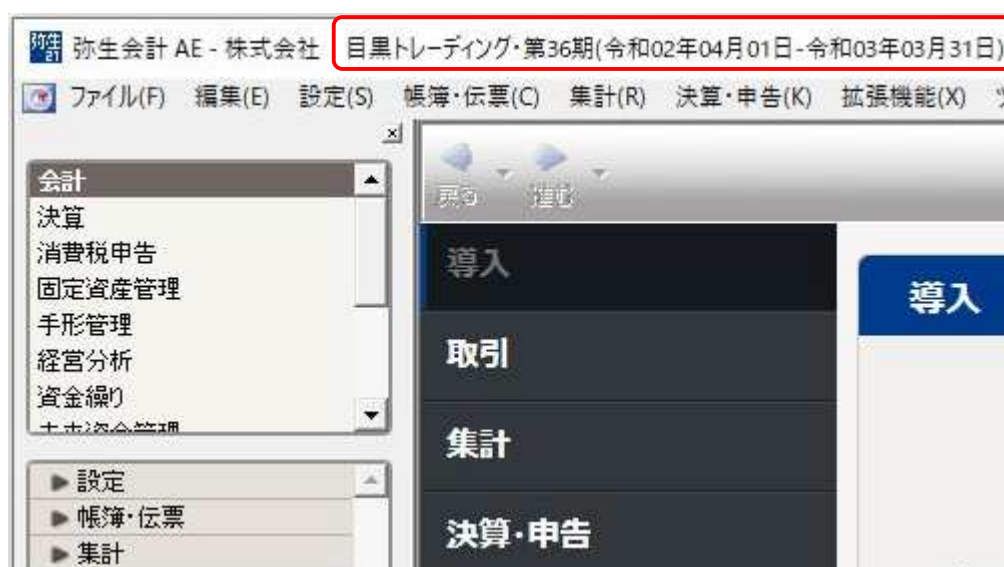 弥生会計 AE - 株式会社 目黒トレーディング・第36期(令和02年04月01日-令和03年03月31日)
ファイル(F) 編集(E) 設定(S) 帳簿・伝票(C) 集計(R) 決算・申告(K) 拡張機能(X)
戻る 進む
会計
決算
消費税申告
固定資産管理
手形管理
経営分析
資金繰り
導入
取引
集計
決算・申告
導入
設定
帳簿・伝票
集計